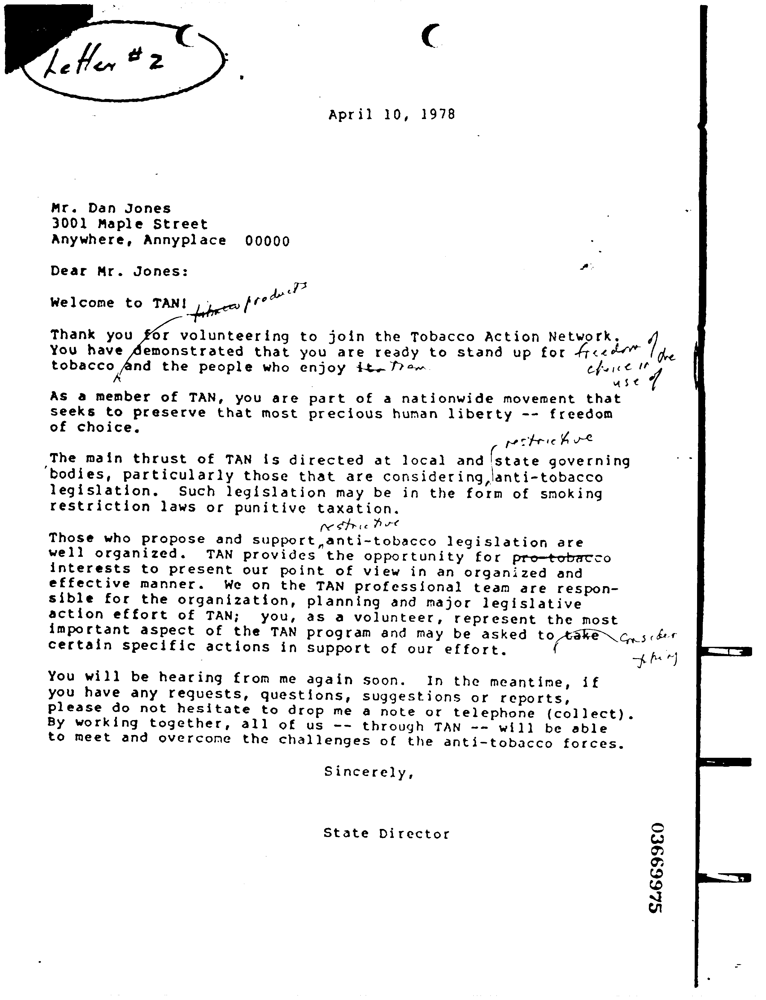 Letter # 2
April 10, 1978
Mr. Dan Jones
3001 Maple Street
Anywhere, Annyplace 00000
Dear Mr. Jones:
Welcome to TAN! tobacco products
Thank you for volunteering to join the Tobacco Action Network.
You have demonstrated that you are ready to stand up for freedom of
choice in the
use of
tobacco and the people who enjoy it. them.
As a member of TAN, you are part of a nationwide movement that
seeks to preserve that most precious human liberty -- freedom
of choice.
restrictive
The main thrust of TAN is directed at local and state governing
bodies, particularly those that are considering anti-tobacco
legislation. Such legislation may be in the form of smoking
restriction laws or punitive taxation.
restrictive
Those who propose and support anti-tobacco legislation are
well organized. TAN provides the opportunity for pro-tobacco
interests to present our point of view in an organized and
effective manner. We on the TAN professional team are respon-
sible for the organization, planning and major legislative
action effort of TAN; you, as a volunteer, represent the most
important aspect of the TAN program and may be asked to take consider
taking
certain specific actions in support of our effort.
You will be hearing from me again soon. In the meantime, if
you have any requests, questions, suggestions or reports,
please do not hesitate to drop me a note or telephone (collect).
By working together, all of us -- through TAN -- will be able
to meet and overcome the challenges of the anti-tobacco forces.
Sincerely,
State Director
03669975